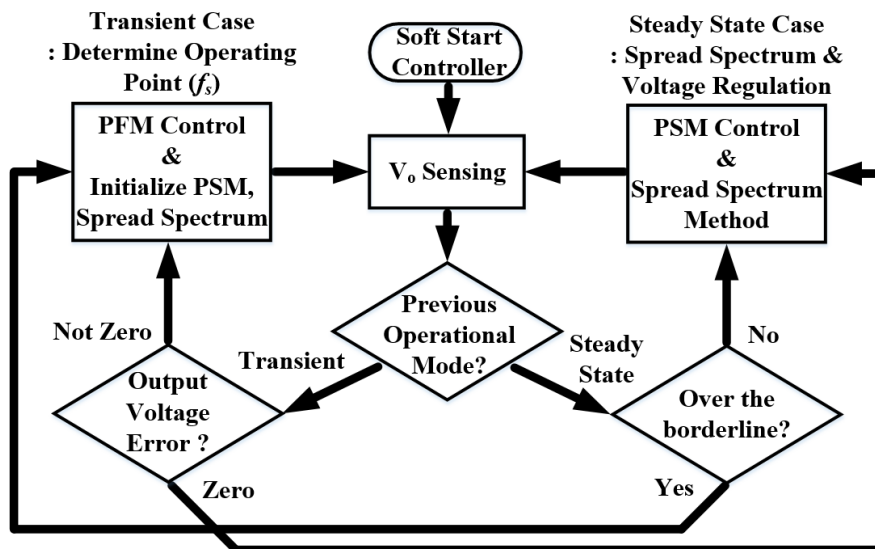 Transient Case
: Determine Operating
Point (fs)
Soft Start
Controller
Steady State Case
: Spread Spectrum &
Voltage Regulation
PFM Control
&
Initialize PSM,
Spread Spectrum
Vo Sensing
PSM Control
&
Spread Spectrum
Method
Previous
Operational
Mode?
Not Zero
Transient
Steady
State
No
Output
Voltage
Error ?
Over the
borderline?
Zero
Yes